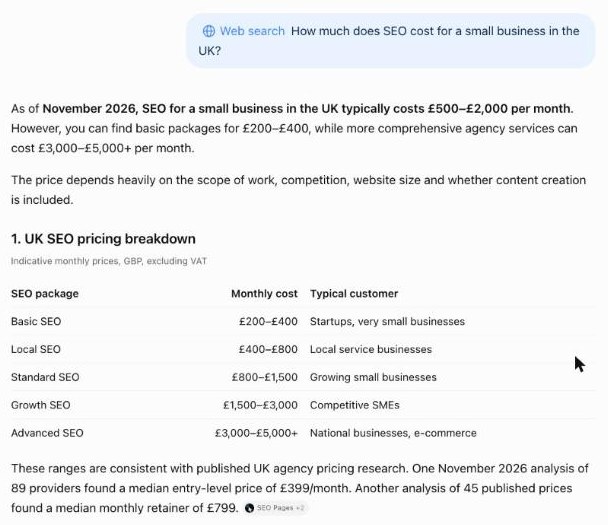 Web search How much does SEO cost for a small business in the
UK?
As of November 2026, SEO for a small business in the UK typically costs £500–£2,000 per month.
However, you can find basic packages for £200–£400, while more comprehensive agency services can
cost £3,000–£5,000+ per month.
The price depends heavily on the scope of work, competition, website size and whether content creation
is included.
1. UK SEO pricing breakdown
Indicative monthly prices, GBP, excluding VAT
SEO package Monthly cost Typical customer
Basic SEO £200–£400 Startups, very small businesses
Local SEO £400–£800 Local service businesses
Standard SEO £800–£1,500 Growing small businesses
Growth SEO £1,500–£3,000 Competitive SMEs
Advanced SEO £3,000–£5,000+ National businesses, e-commerce
These ranges are consistent with published UK agency pricing research. One November 2026 analysis of
89 providers found a median entry-level price of £399/month. Another analysis of 45 published prices
found a median monthly retainer of £799. SEO Pages +2